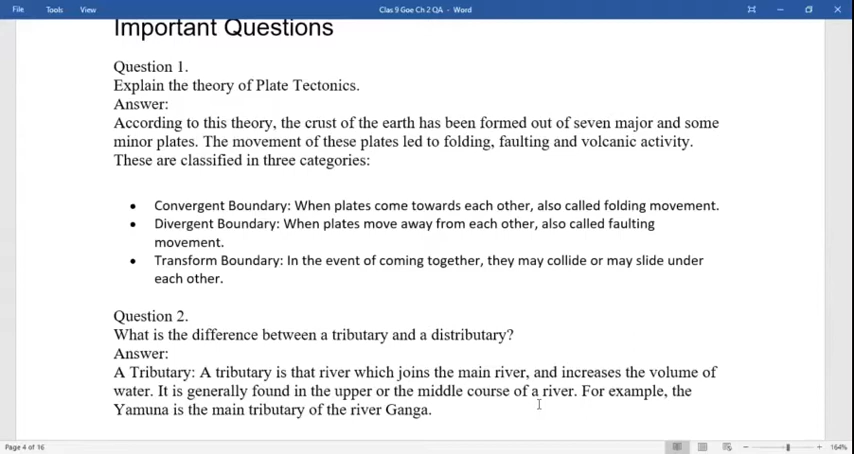 File Tools View Clas 9 Goe Ch 2 QA - Word
Important Questions
Question 1.
Explain the theory of Plate Tectonics.
Answer:
According to this theory, the crust of the earth has been formed out of seven major and some
minor plates. The movement of these plates led to folding, faulting and volcanic activity.
These are classified in three categories:
• Convergent Boundary: When plates come towards each other, also called folding movement.
• Divergent Boundary: When plates move away from each other, also called faulting
movement.
• Transform Boundary: In the event of coming together, they may collide or may slide under
each other.
Question 2.
What is the difference between a tributary and a distributary?
Answer:
A Tributary: A tributary is that river which joins the main river, and increases the volume of
water. It is generally found in the upper or the middle course of a river. For example, the
Yamuna is the main tributary of the river Ganga.
Page 4 of 16 164%